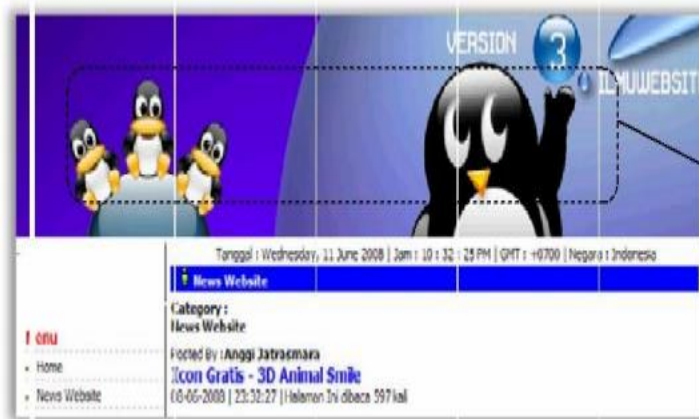 VERSION 3
ILMUWEBSIT
Tanggal : Wednesday, 11 June 2008 | Jam : 10 : 32 : 25 PM | GMT : +0700 | Negara : Indonesia
News Website
Category :
News Website
Posted By : Anggi Jatrasmara
Icon Gratis - 3D Animal Smile
08-06-2008 | 23:32:27 | Halaman Ini dibaca 597 kali
enu
Home
News Website